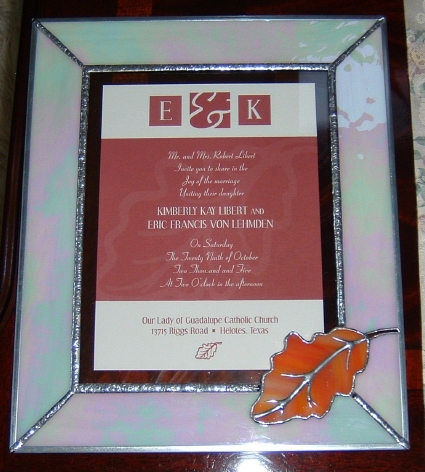 E & K
Mr. and Mrs. Robert Libert
Invite you to share in the
Joy of the marriage
Uniting their daughter
KIMBERLY KAY LIBERT AND
ERIC FRANCIS VON LEHMDEN
On Saturday
The Twenty Ninth of October
Two Thousand and Five
At Two O'clock in the afternoon
Our Lady of Guadalupe Catholic Church
13715 Riggs Road ▪ Helotes, Texas